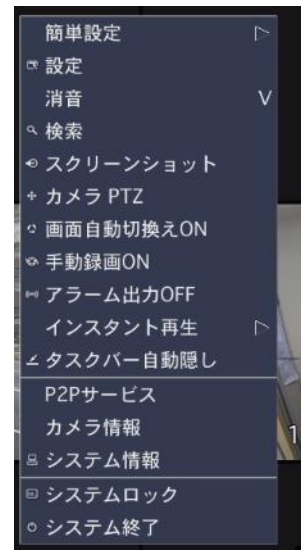 簡単設定
設定
消音 V
検索
スクリーンショット
カメラ PTZ
画面自動切換えON
手動録画ON
アラーム出力OFF
インスタント再生
タスクバー自動隠し
P2Pサービス
カメラ情報
1
システム情報
システムロック
システム終了